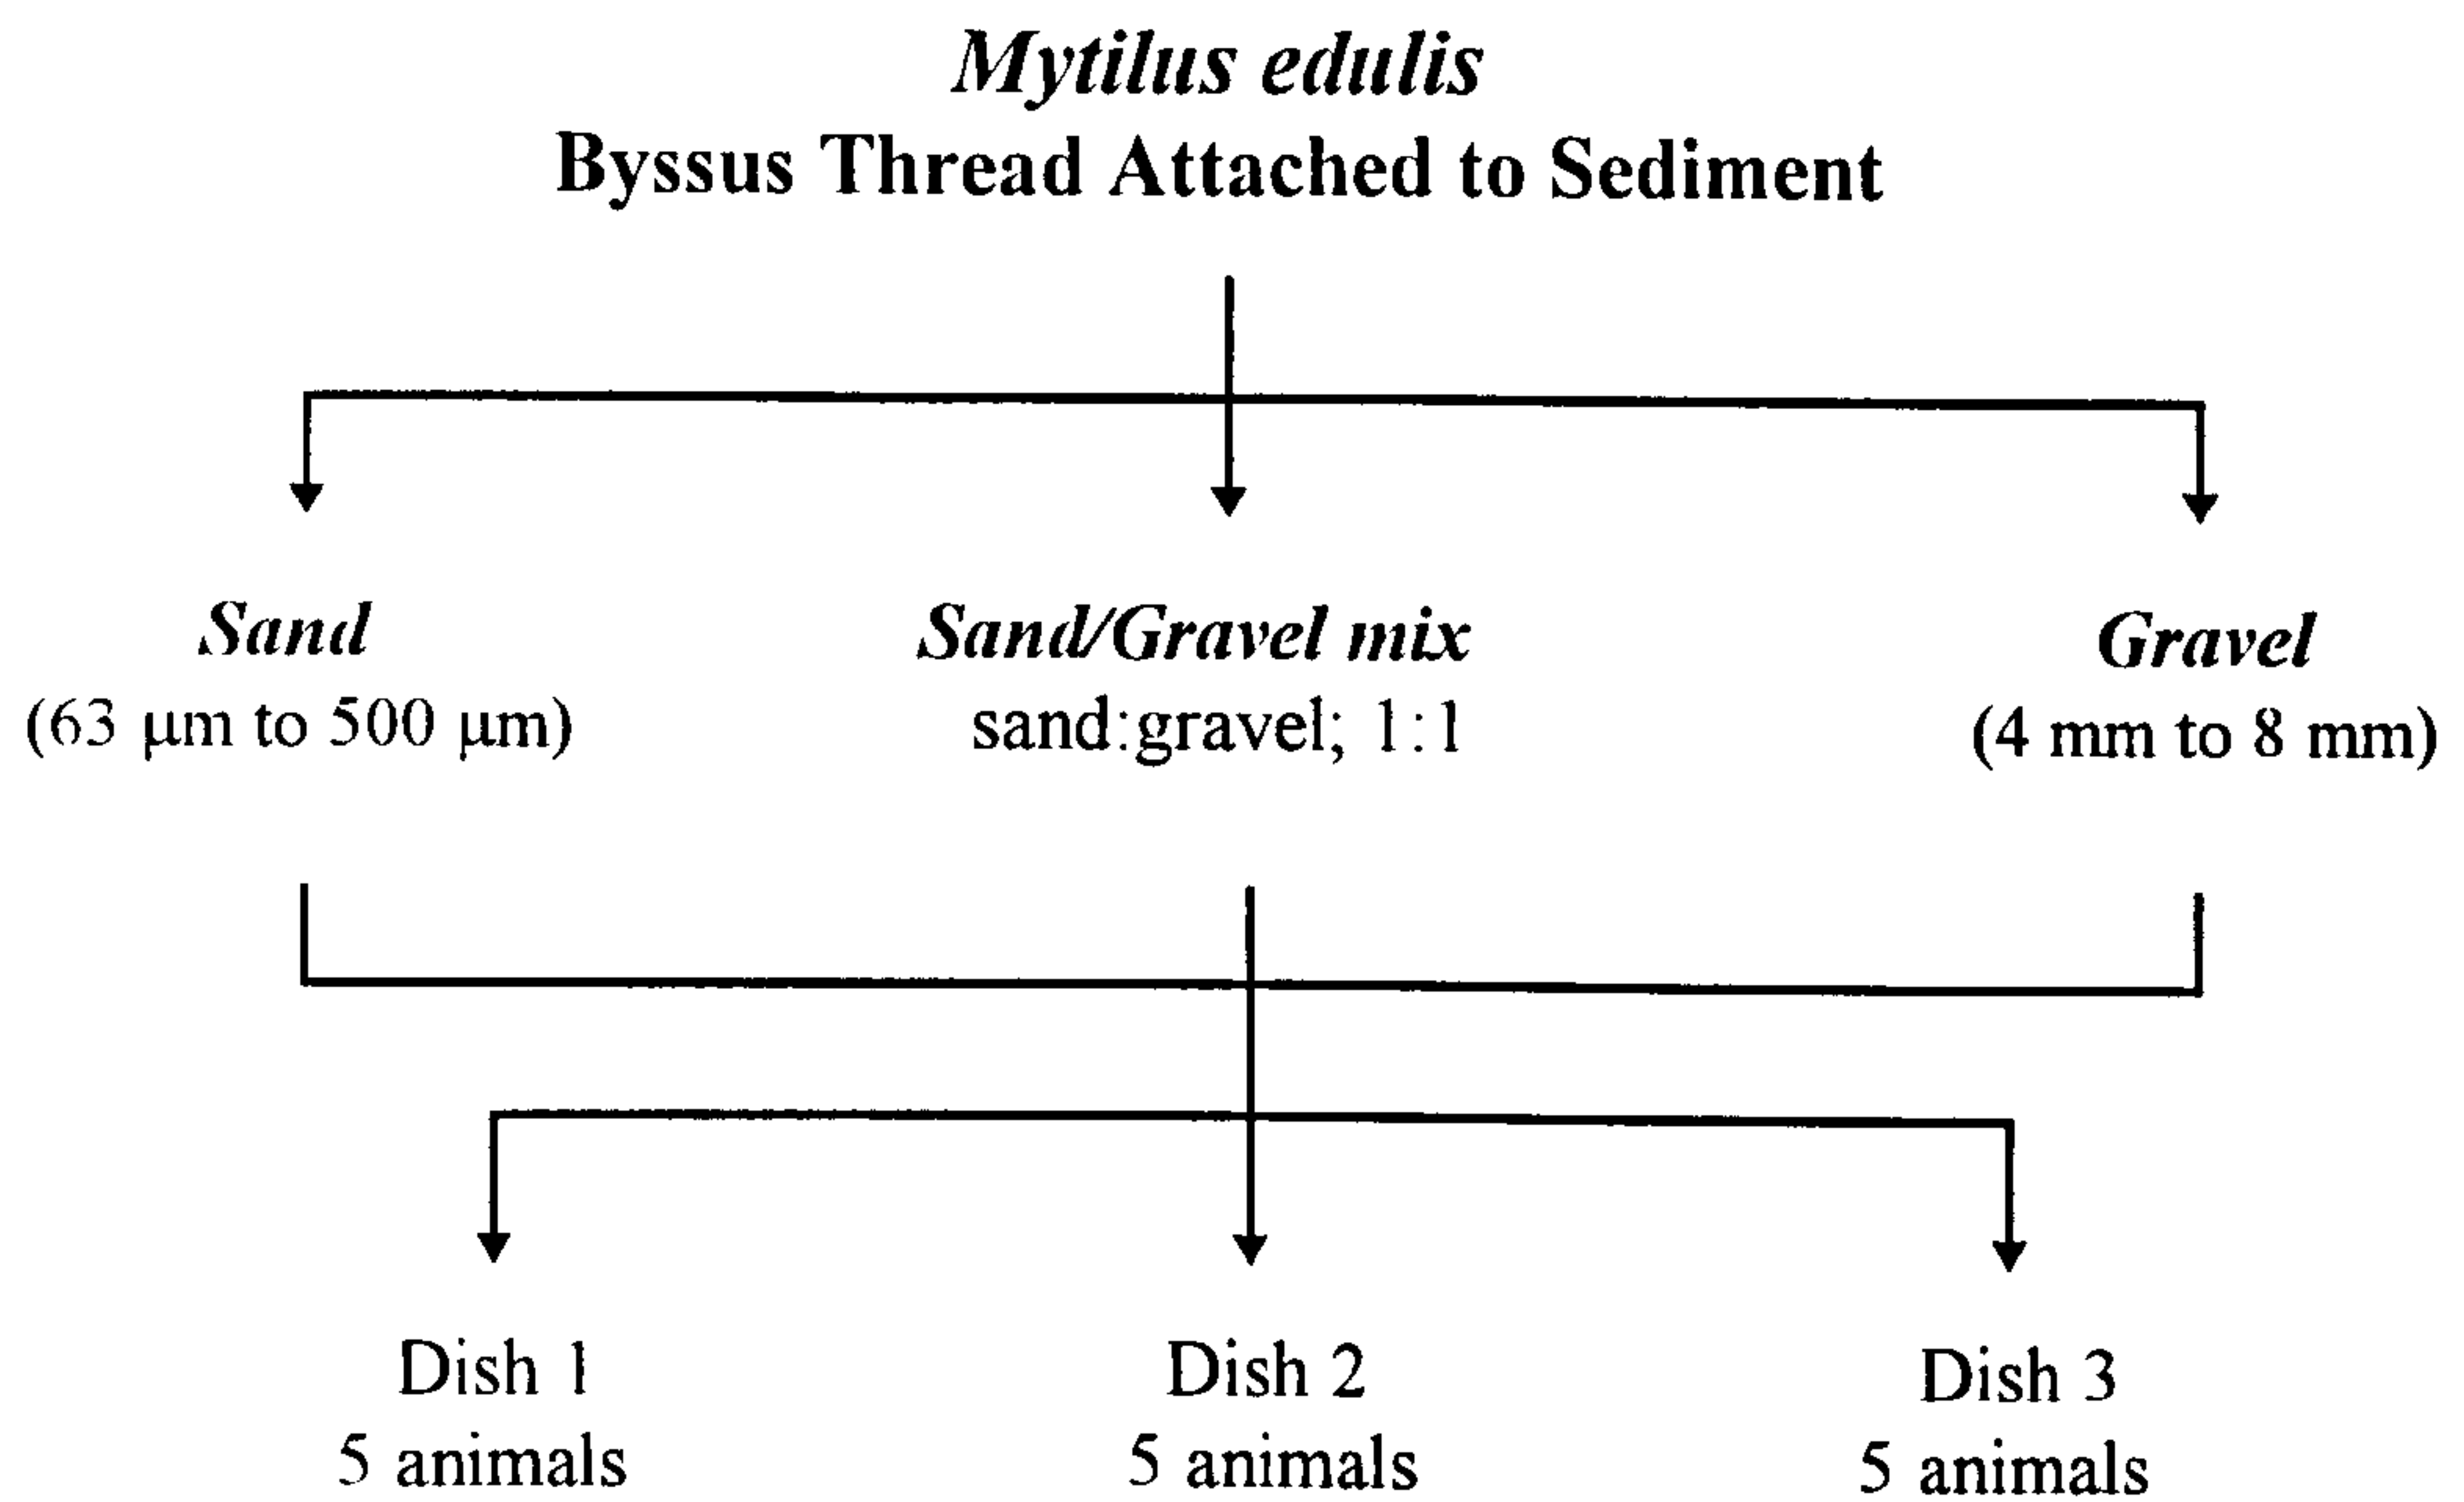 Mytilus edulis
Byssus Thread Attached to Sediment
Sand
(63 μm to 500 μm)
Sand/Gravel mix
sand:gravel; 1:1
Gravel
(4 mm to 8 mm)
Dish 1
5 animals
Dish 2
5 animals
Dish 3
5 animals